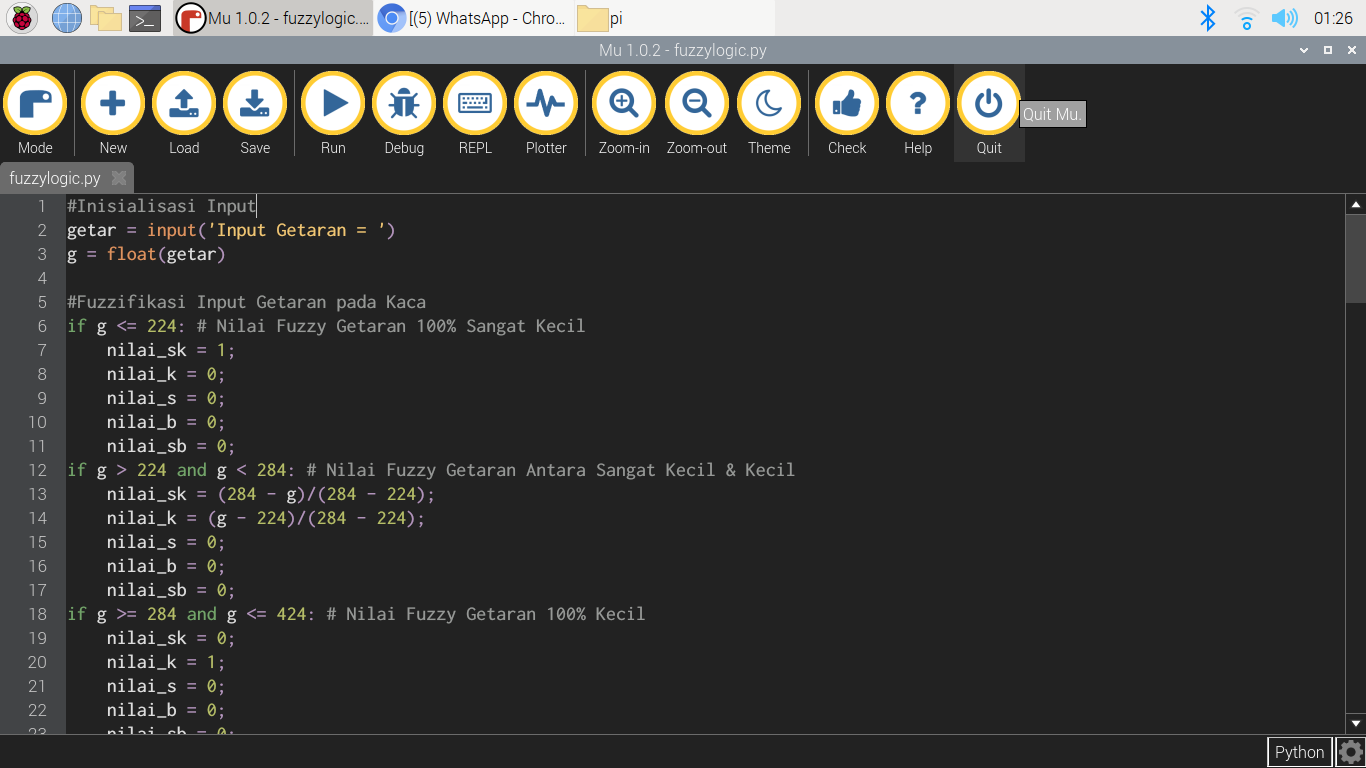 Mu 1.0.2 - fuzzylogic....
[(5) WhatsApp - Chro...
pi
01:26
Mu 1.0.2 - fuzzylogic.py
Mode
New
Load
Save
Run
Debug
REPL
Plotter
Zoom-in
Zoom-out
Theme
Check
Help
Quit
Quit Mu.
fuzzylogic.py
1 #Inisialisasi Input
2 getar = input('Input Getaran = ')
3 g = float(getar)
4
5 #Fuzzifikasi Input Getaran pada Kaca
6 if g <= 224: # Nilai Fuzzy Getaran 100% Sangat Kecil
7 nilai_sk = 1;
8 nilai_k = 0;
9 nilai_s = 0;
10 nilai_b = 0;
11 nilai_sb = 0;
12 if g > 224 and g < 284: # Nilai Fuzzy Getaran Antara Sangat Kecil & Kecil
13 nilai_sk = (284 - g)/(284 - 224);
14 nilai_k = (g - 224)/(284 - 224);
15 nilai_s = 0;
16 nilai_b = 0;
17 nilai_sb = 0;
18 if g >= 284 and g <= 424: # Nilai Fuzzy Getaran 100% Kecil
19 nilai_sk = 0;
20 nilai_k = 1;
21 nilai_s = 0;
22 nilai_b = 0;
23 nilai_sb = 0;
Python